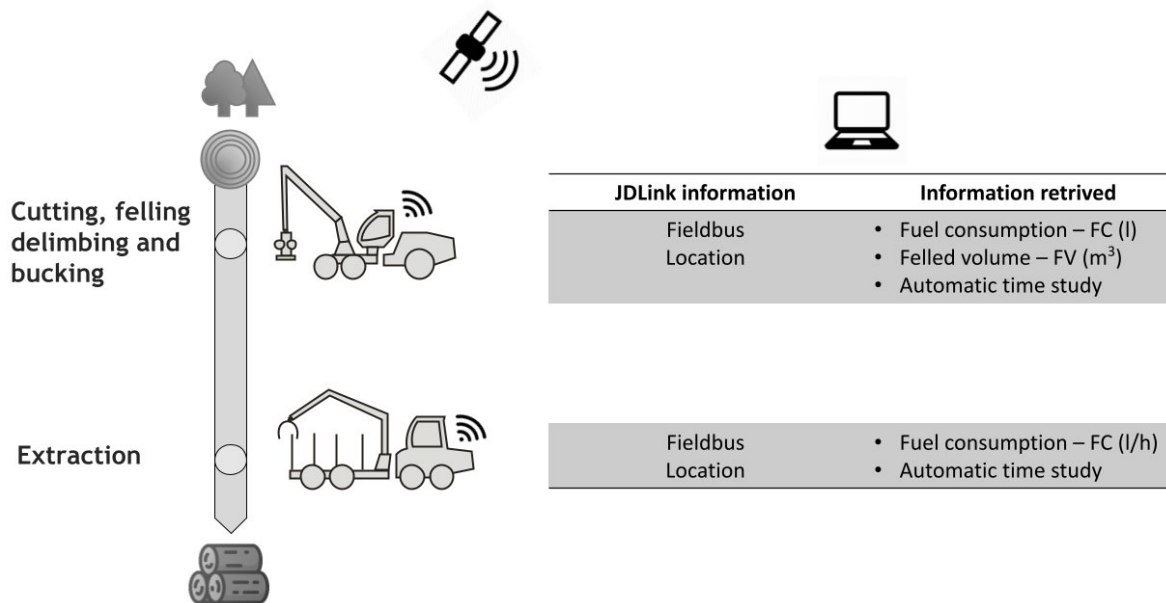 Cutting, felling
delimbing and
bucking
JDLink information Information retrived
Fieldbus • Fuel consumption – FC (l)
Location • Felled volume – FV (m³)
• Automatic time study
Extraction
Fieldbus • Fuel consumption – FC (l/h)
Location • Automatic time study